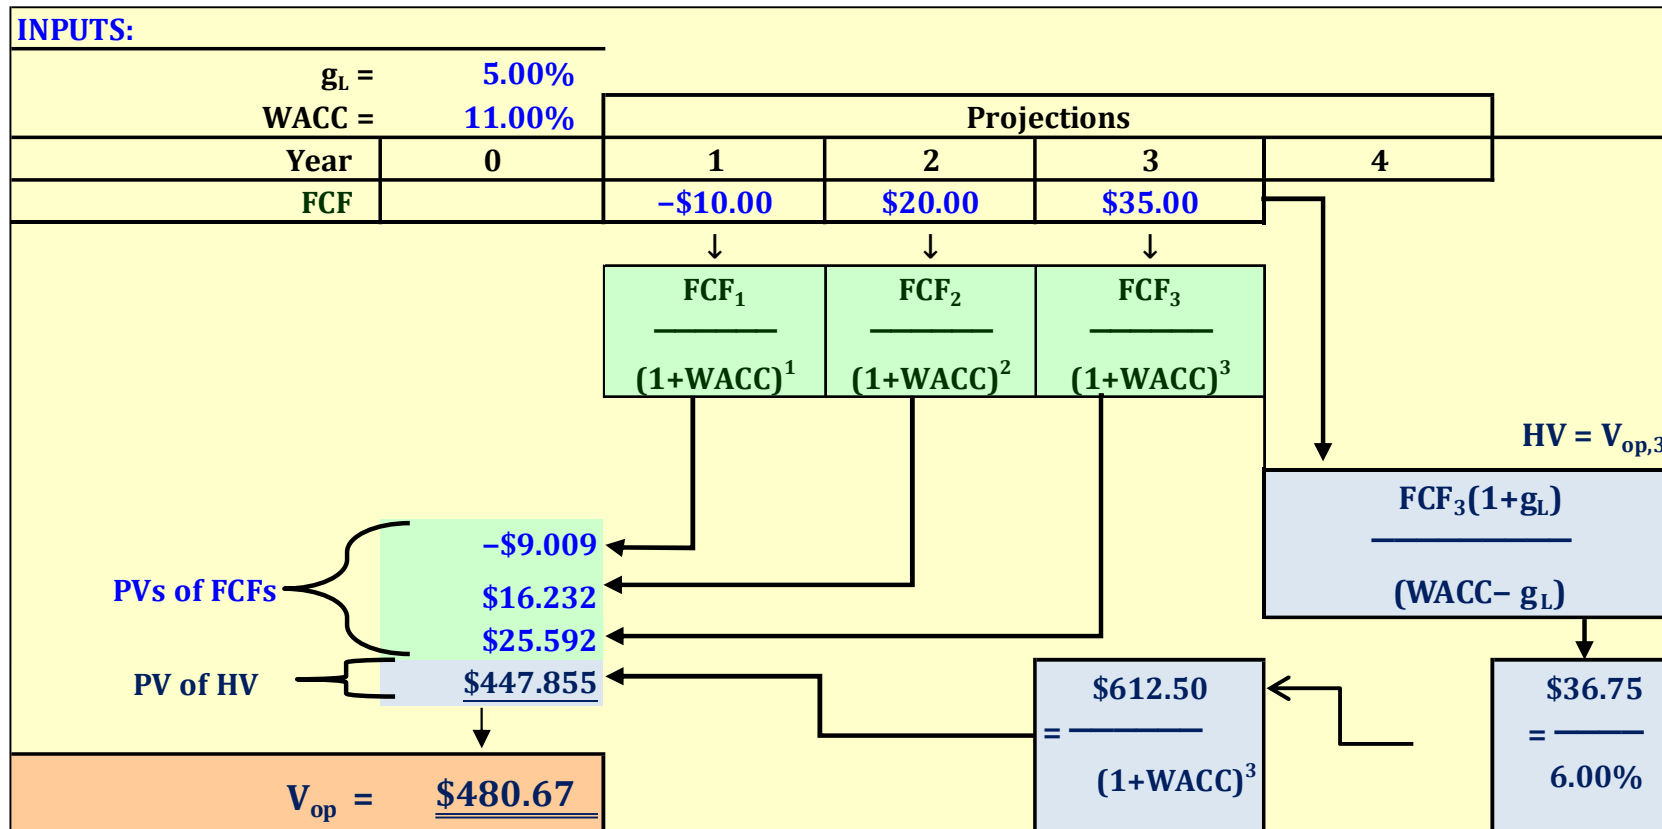 INPUTS:
gL = 5.00%
WACC = 11.00% Projections
Year 0 1 2 3 4
FCF −$10.00 $20.00 $35.00
↓ ↓ ↓
FCF1 FCF2 FCF3
(1+WACC)1 (1+WACC)2 (1+WACC)3
HV = Vop,3
FCF3(1+gL)
(WACC− gL)
−$9.009
PVs of FCFs $16.232
$25.592
PV of HV $447.855 $612.50 $36.75
= =
(1+WACC)3 6.00%
Vop = $480.67